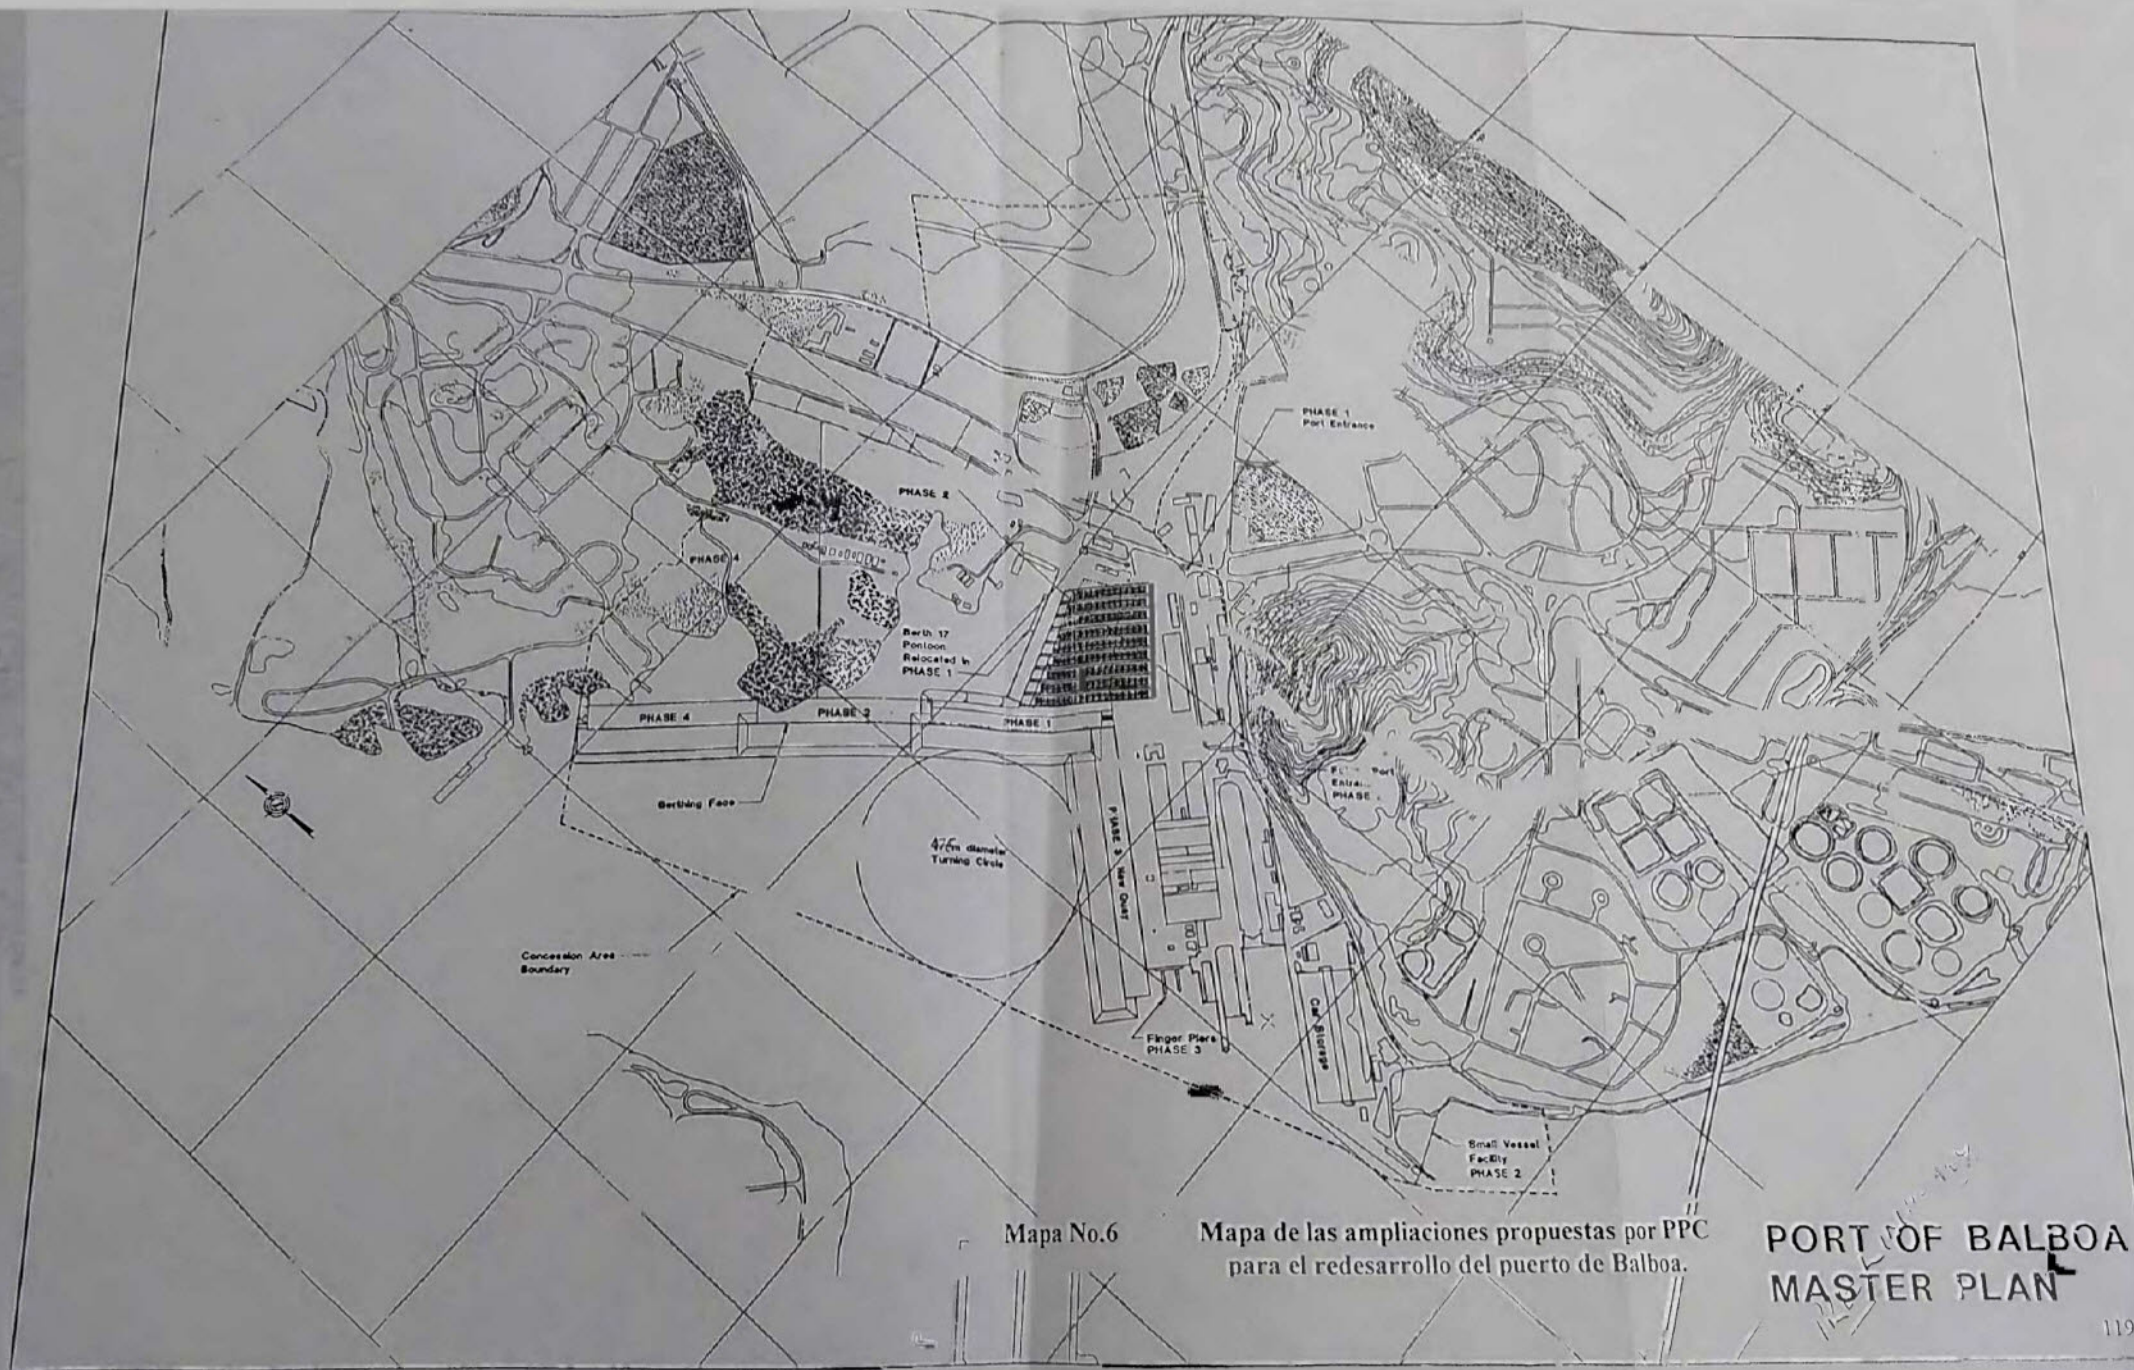 PHASE 1
Port Entrance
PHASE 2
PHASE 4
Berth 17
Pontoon
Relocated in
PHASE 1
PHASE 4
PHASE 2
PHASE 1
Port
PHASE
Berthing Face
diameter
Turning Circle
PHASE 3 New Quay
Concession Area
Boundary
Car Storage
Finger Piers
PHASE 3
Small Vessel
Facility
PHASE 2
Mapa No.6
Mapa de las ampliaciones propuestas por PPC
para el redesarrollo del puerto de Balboa.
PORT OF BALBOA
MASTER PLAN
119